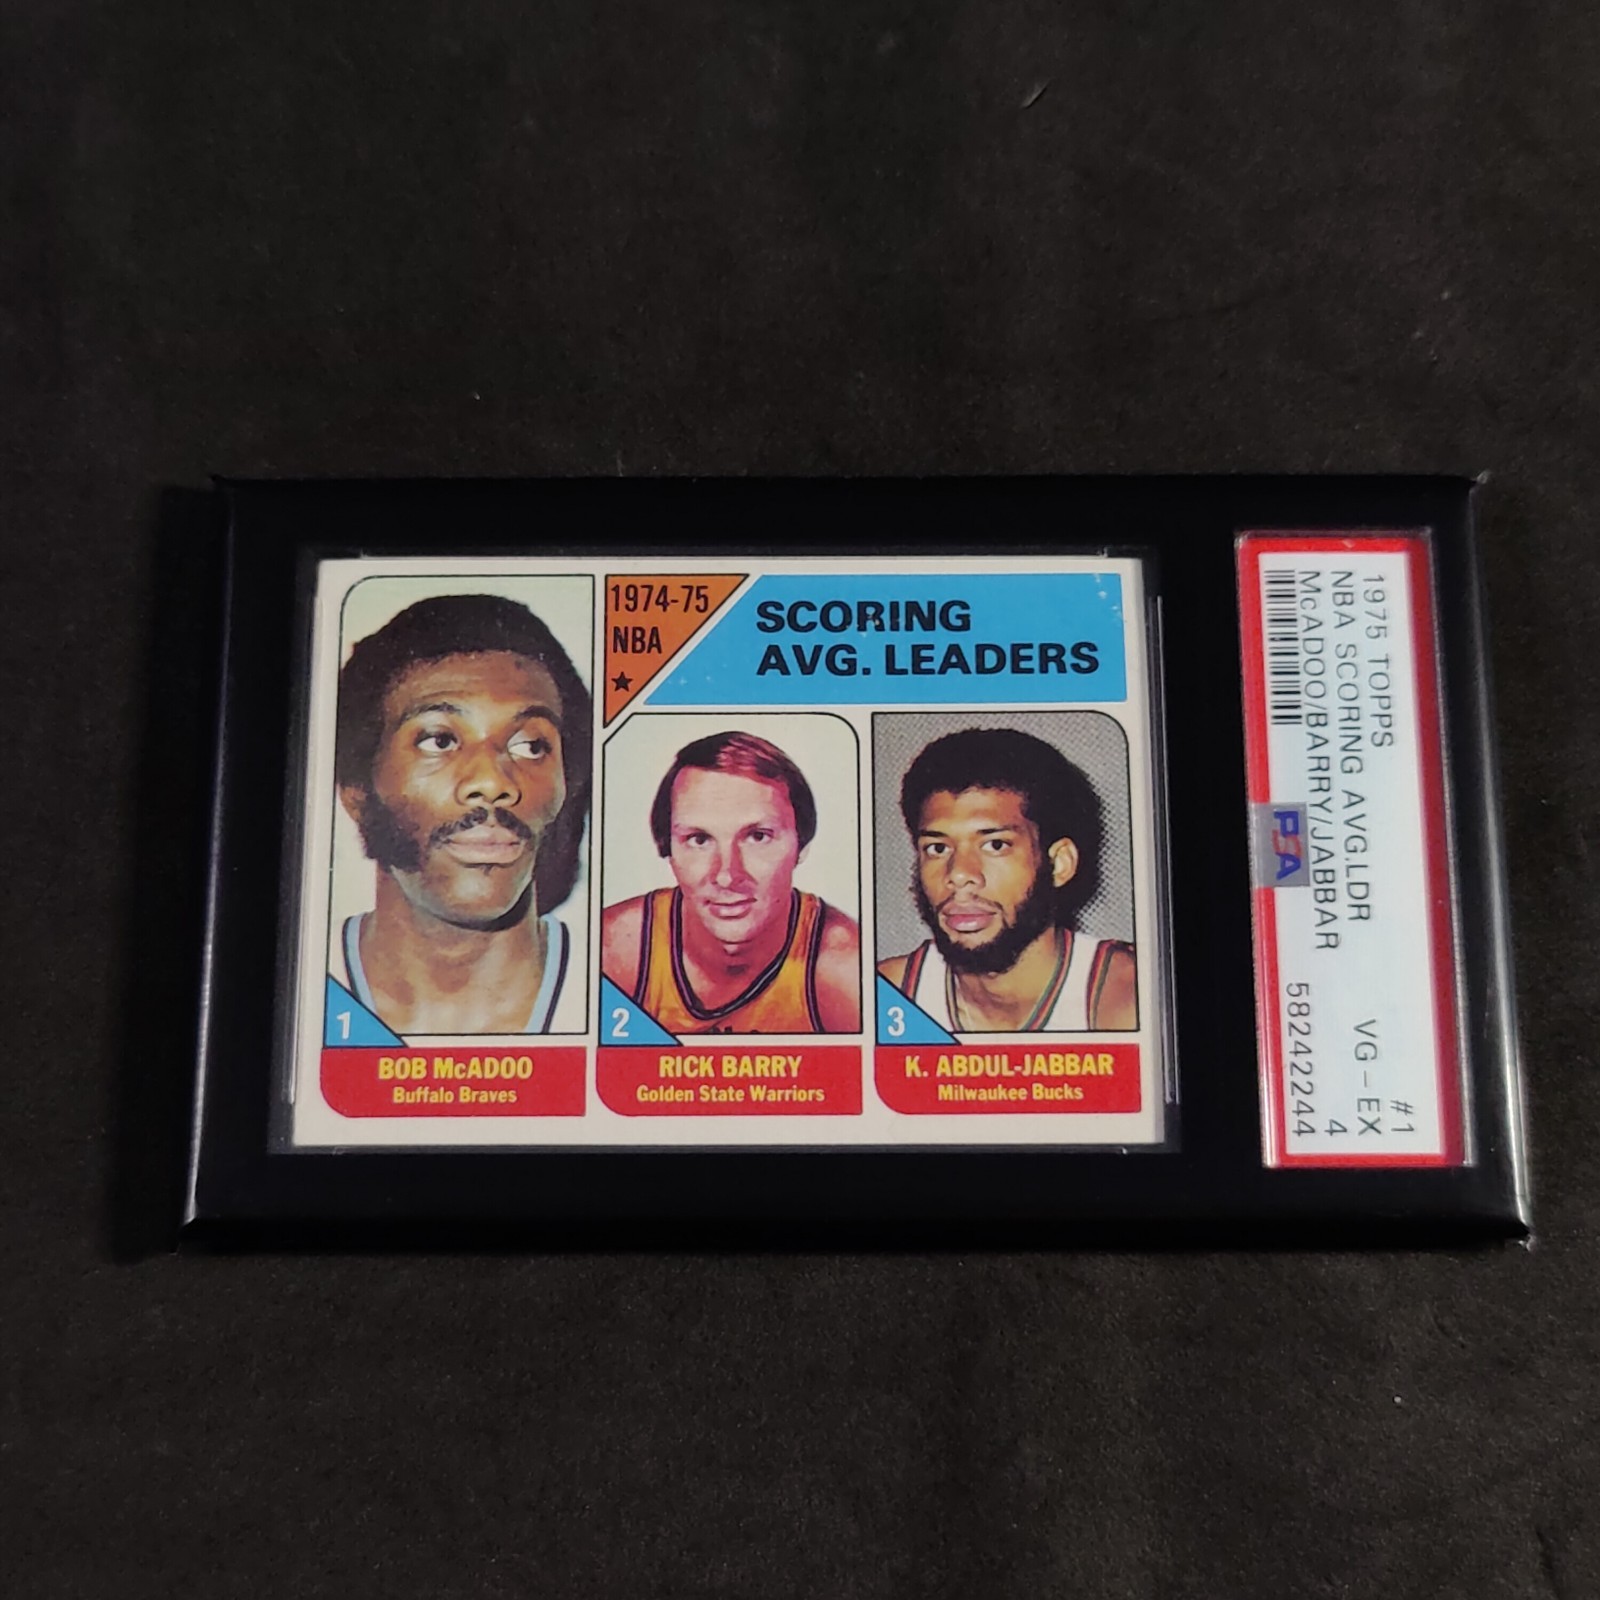 1974-75
NBA
SCORING
AVG. LEADERS
1
BOB McADOO
Buffalo Braves
2
RICK BARRY
Golden State Warriors
3
K. ABDUL-JABBAR
Milwaukee Bucks
1975 TOPPS #1
NBA SCORING AVG.LDR VG-EX
McADOO/BARRY/JABBAR 4
PSA 58242244